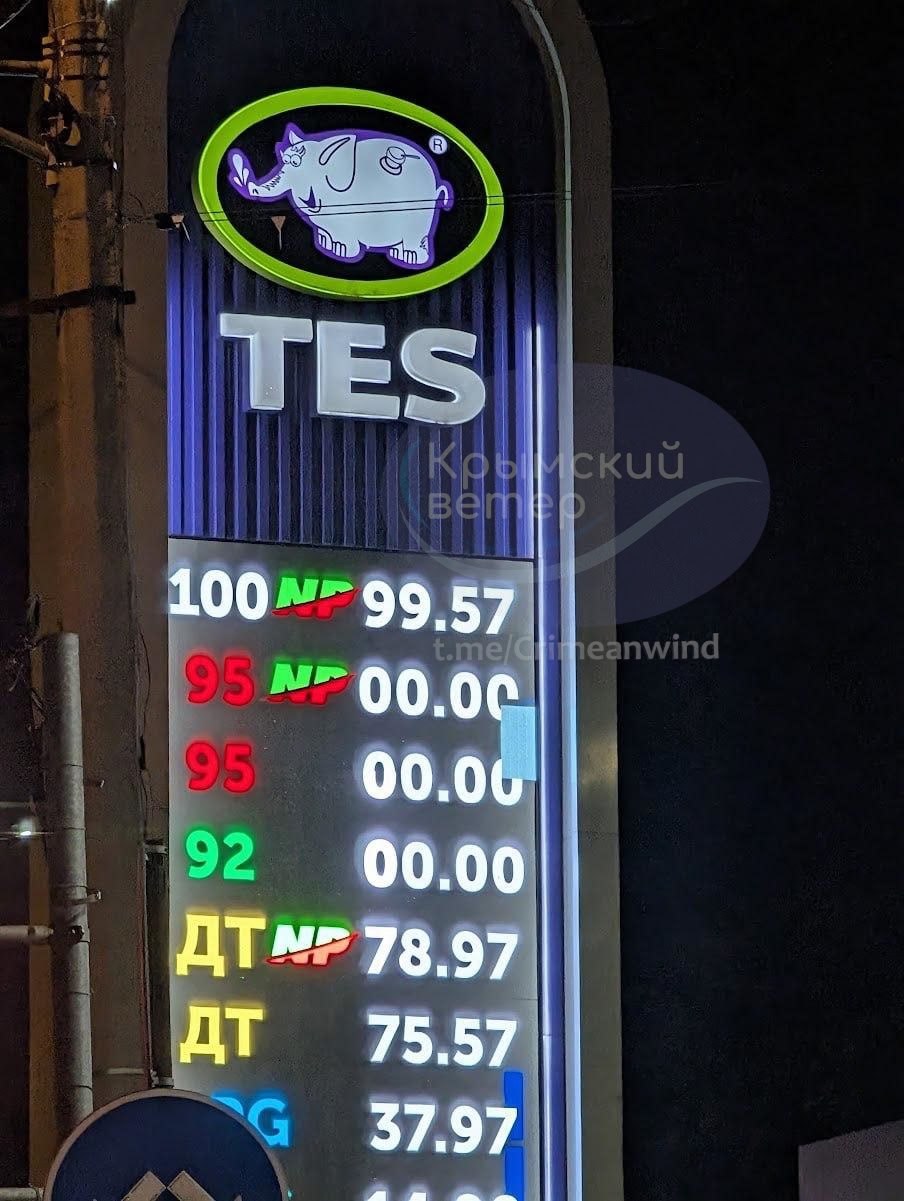 ®
TES
Крымский
ветер
t.me/Crimeanwind
100 NP 99.57
95 NP 00.00
95 00.00
92 00.00
ДТ NP 78.97
ДТ 75.57
37.97